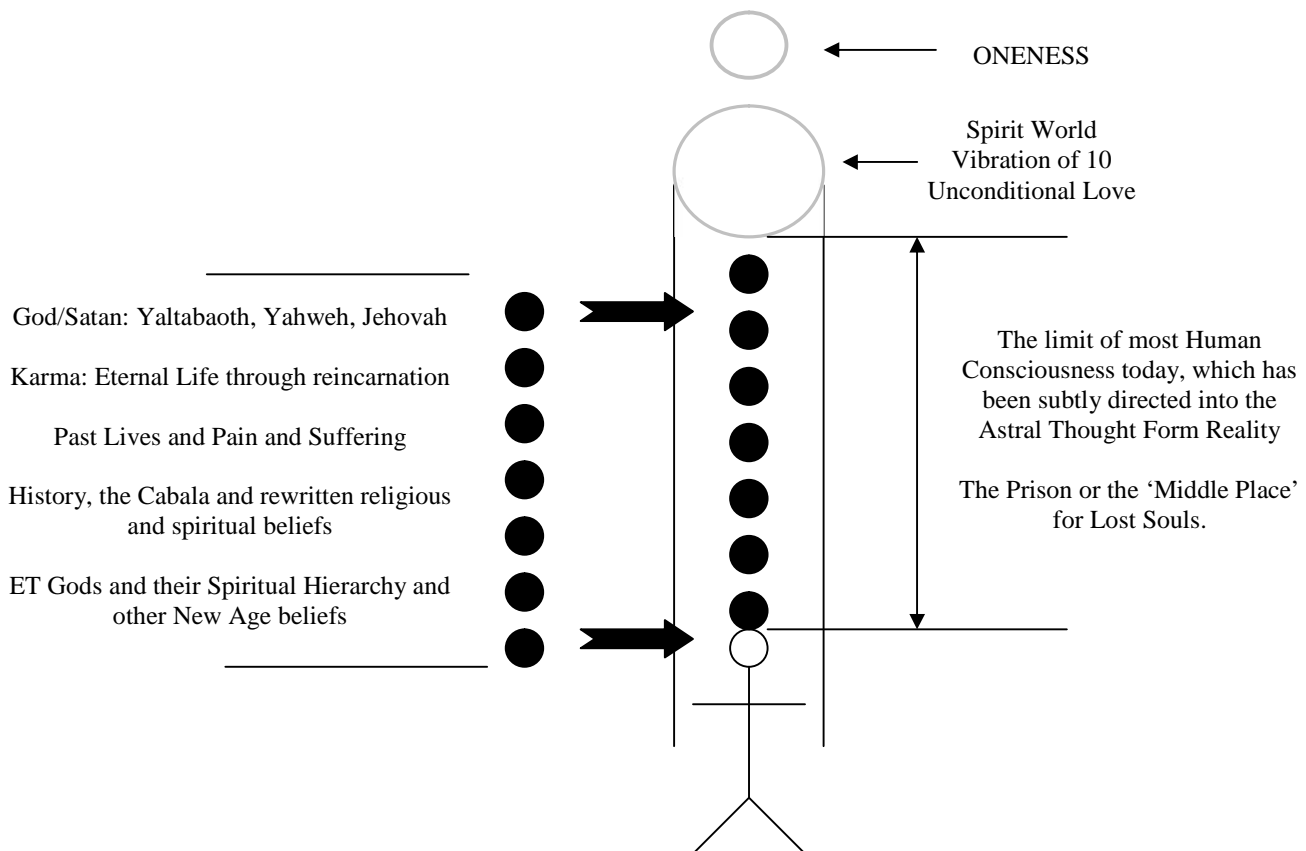 ONENESS
Spirit World
Vibration of 10
Unconditional Love
God/Satan: Yaltabaoth, Yahweh, Jehovah
Karma: Eternal Life through reincarnation
Past Lives and Pain and Suffering
History, the Cabala and rewritten religious
and spiritual beliefs
ET Gods and their Spiritual Hierarchy and
other New Age beliefs
The limit of most Human
Consciousness today, which has
been subtly directed into the
Astral Thought Form Reality
The Prison or the ‘Middle Place’
for Lost Souls.